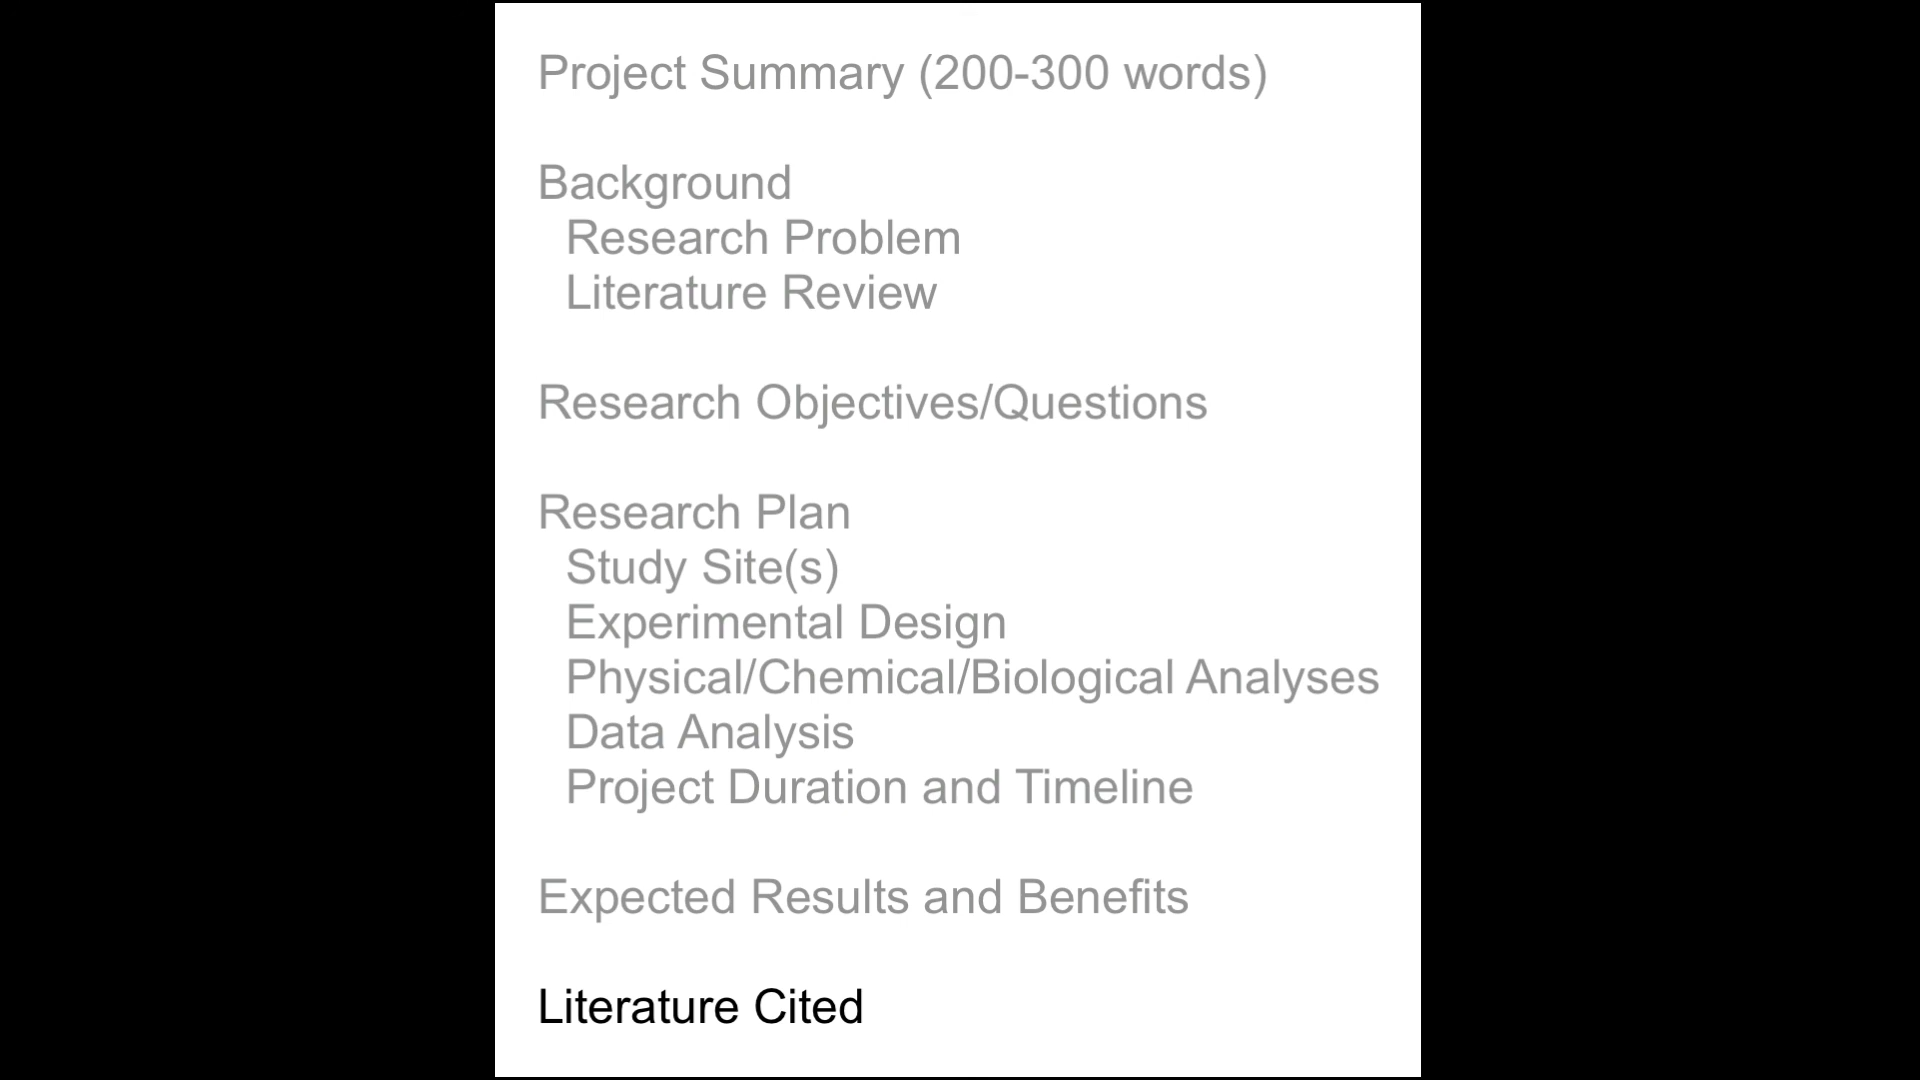 Project Summary (200-300 words)
Background
Research Problem
Literature Review
Research Objectives/Questions
Research Plan
Study Site(s)
Experimental Design
Physical/Chemical/Biological Analyses
Data Analysis
Project Duration and Timeline
Expected Results and Benefits
Literature Cited